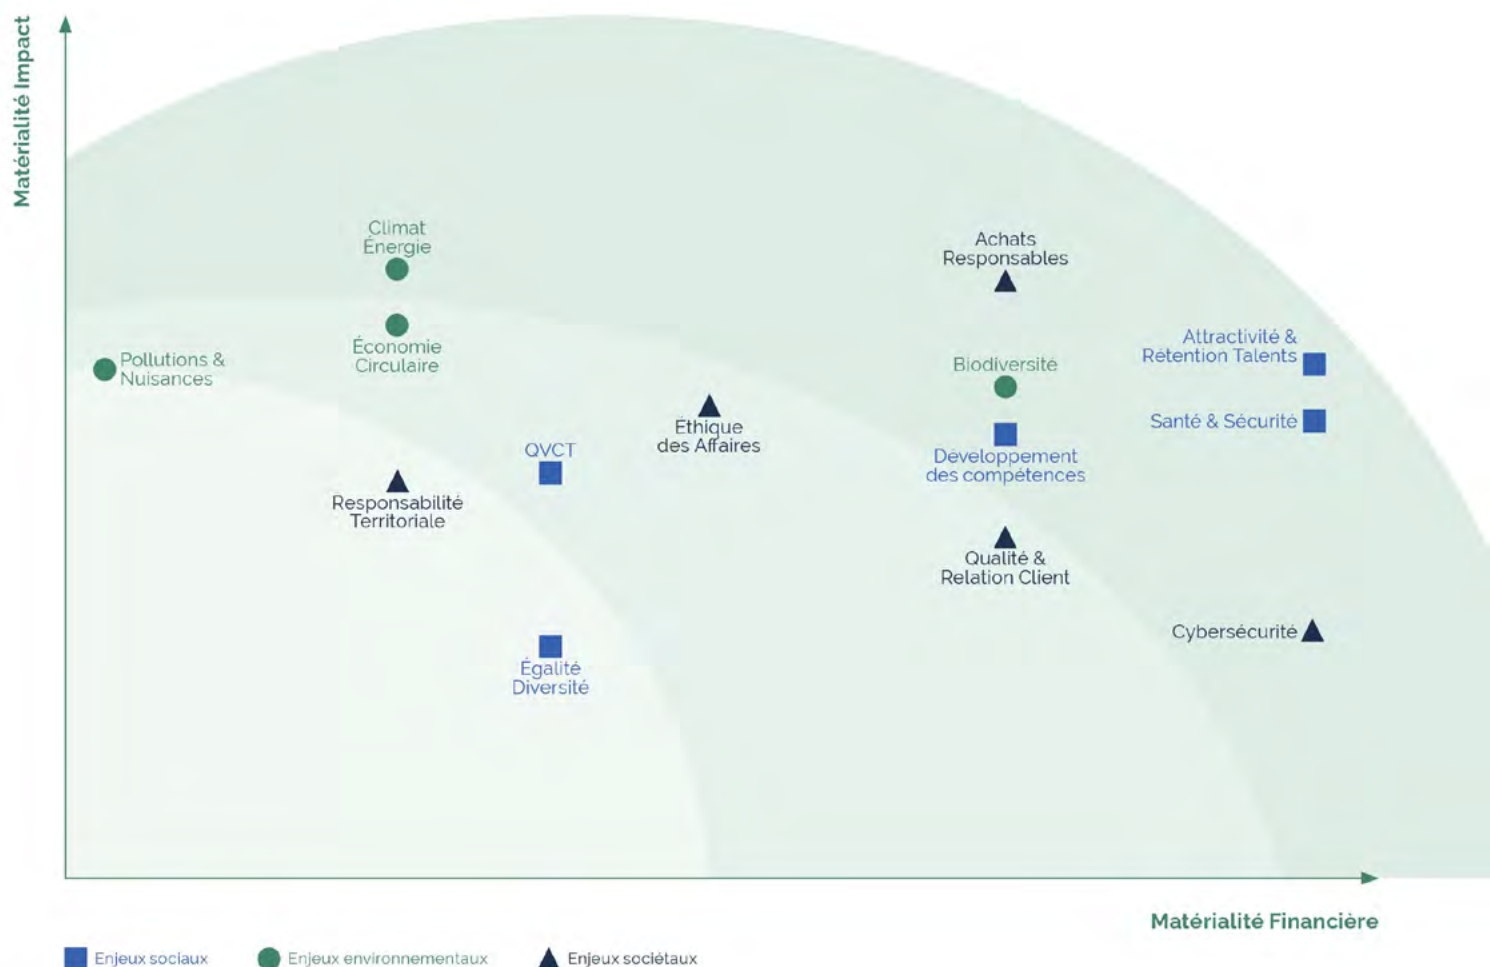 Matérialité Impact
Climat
Énergie
Économie
Circulaire
Pollutions &
Nuisances
Responsabilité
Territoriale
QVCT
Égalité
Diversité
Éthique
des Affaires
Achats
Responsables
Biodiversité
Développement
des compétences
Qualité &
Relation Client
Attractivité &
Rétention Talents
Santé & Sécurité
Cybersécurité
Matérialité Financière
Enjeux sociaux
Enjeux environnementaux
Enjeux sociétaux